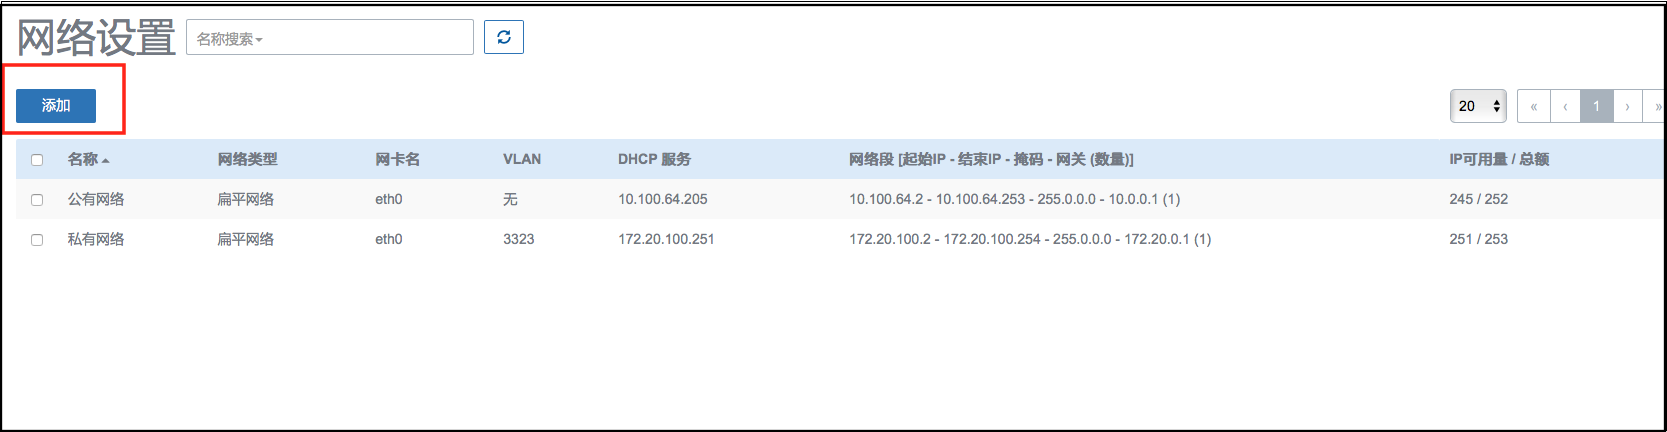 网络设置 名称搜索
添加 20 « ‹ 1 › »
名称 网络类型 网卡名 VLAN DHCP 服务 网络段 [起始IP - 结束IP - 掩码 - 网关 (数量)] IP可用量 / 总额
公有网络 扁平网络 eth0 无 10.100.64.205 10.100.64.2 - 10.100.64.253 - 255.0.0.0 - 10.0.0.1 (1) 245 / 252
私有网络 扁平网络 eth0 3323 172.20.100.251 172.20.100.2 - 172.20.100.254 - 255.0.0.0 - 172.20.0.1 (1) 251 / 253